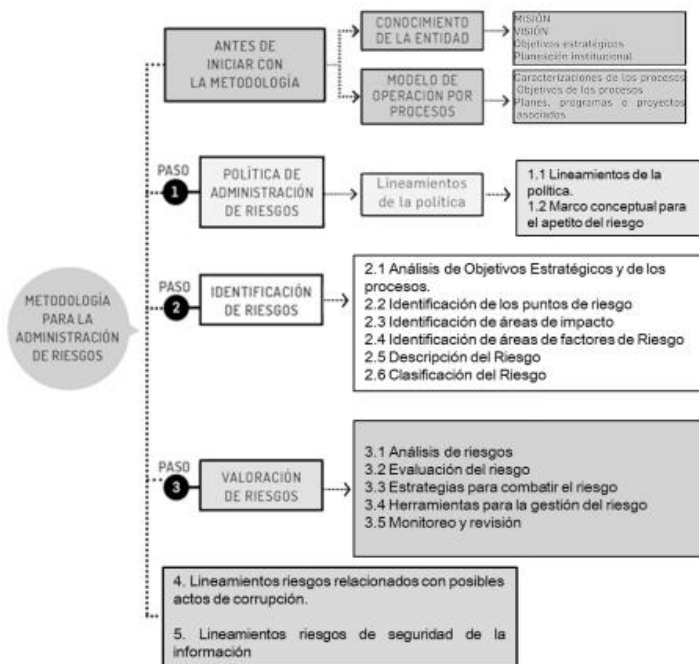 METODOLOGÍA
PARA LA
ADMINISTRACIÓN
DE RIESGOS
ANTES DE
INICIAR CON
LA METODOLOGÍA
CONOCIMIENTO
DE LA ENTIDAD
MISIÓN
VISIÓN
Objetivos estratégicos
Planeación institucional
MODELO DE
OPERACIÓN POR
PROCESOS
Caracterizaciones de los procesos
Objetivos de los procesos
Planes, programas o proyectos
asociados
PASO
1
POLÍTICA DE
ADMINISTRACIÓN
DE RIESGOS
Lineamientos
de la política
1.1 Lineamientos de la
política.
1.2 Marco conceptual para
el apetito del riesgo
PASO
2
IDENTIFICACIÓN
DE RIESGOS
2.1 Análisis de Objetivos Estratégicos y de los
procesos.
2.2 Identificación de los puntos de riesgo
2.3 Identificación de áreas de impacto
2.4 Identificación de áreas de factores de Riesgo
2.5 Descripción del Riesgo
2.6 Clasificación del Riesgo
PASO
3
VALORACIÓN
DE RIESGOS
3.1 Análisis de riesgos
3.2 Evaluación del riesgo
3.3 Estrategias para combatir el riesgo
3.4 Herramientas para la gestión del riesgo
3.5 Monitoreo y revisión
4. Lineamientos riesgos relacionados con posibles
actos de corrupción.
5. Lineamientos riesgos de seguridad de la
información